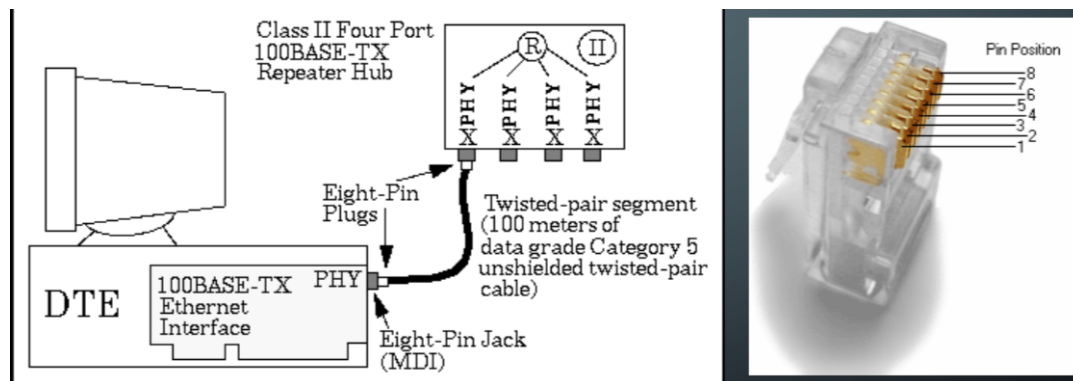 Class II Four Port
100BASE-TX
Repeater Hub
R
II
PHY
PHY
PHY
PHY
X
X
X
X
Eight-Pin
Plugs
Twisted-pair segment
(100 meters of
data grade Category 5
unshielded twisted-pair
cable)
DTE
100BASE-TX
Ethernet
Interface
PHY
Eight-Pin Jack
(MDI)
Pin Position
8
7
6
5
4
3
2
1